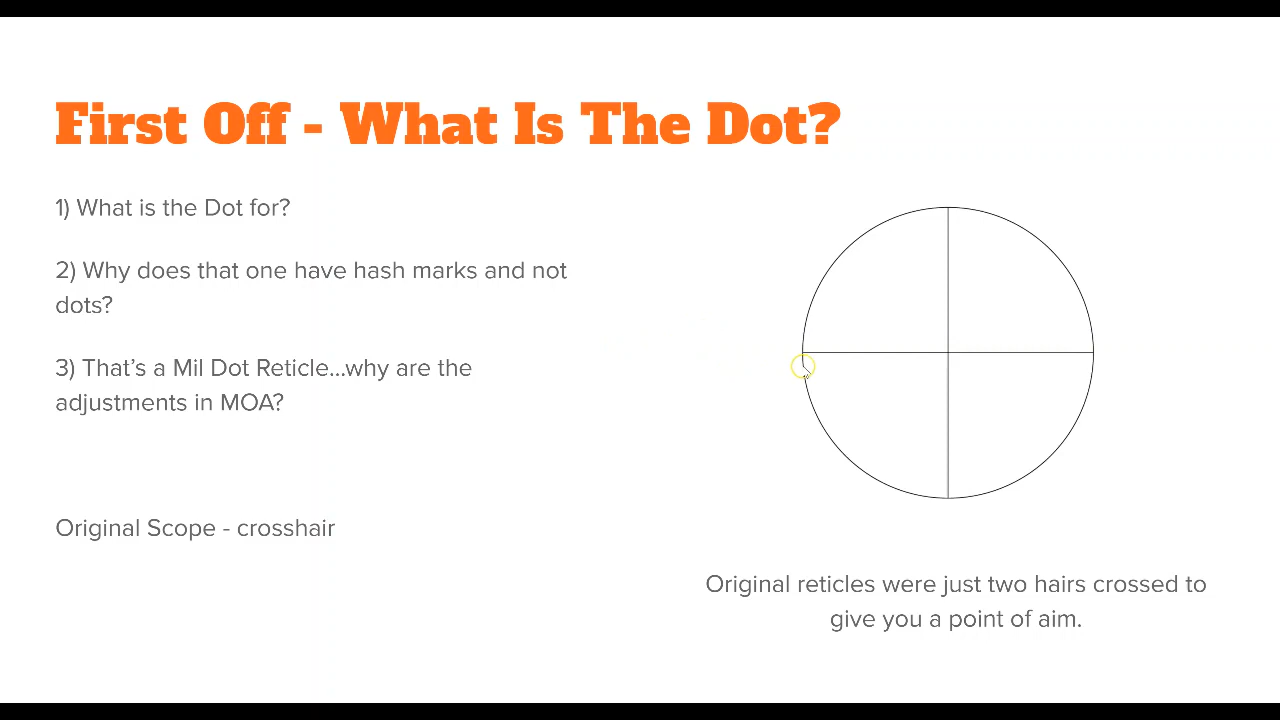 First Off - What Is The Dot?
1) What is the Dot for?
2) Why does that one have hash marks and not
dots?
3) That’s a Mil Dot Reticle...why are the
adjustments in MOA?
Original Scope - crosshair
Original reticles were just two hairs crossed to
give you a point of aim.